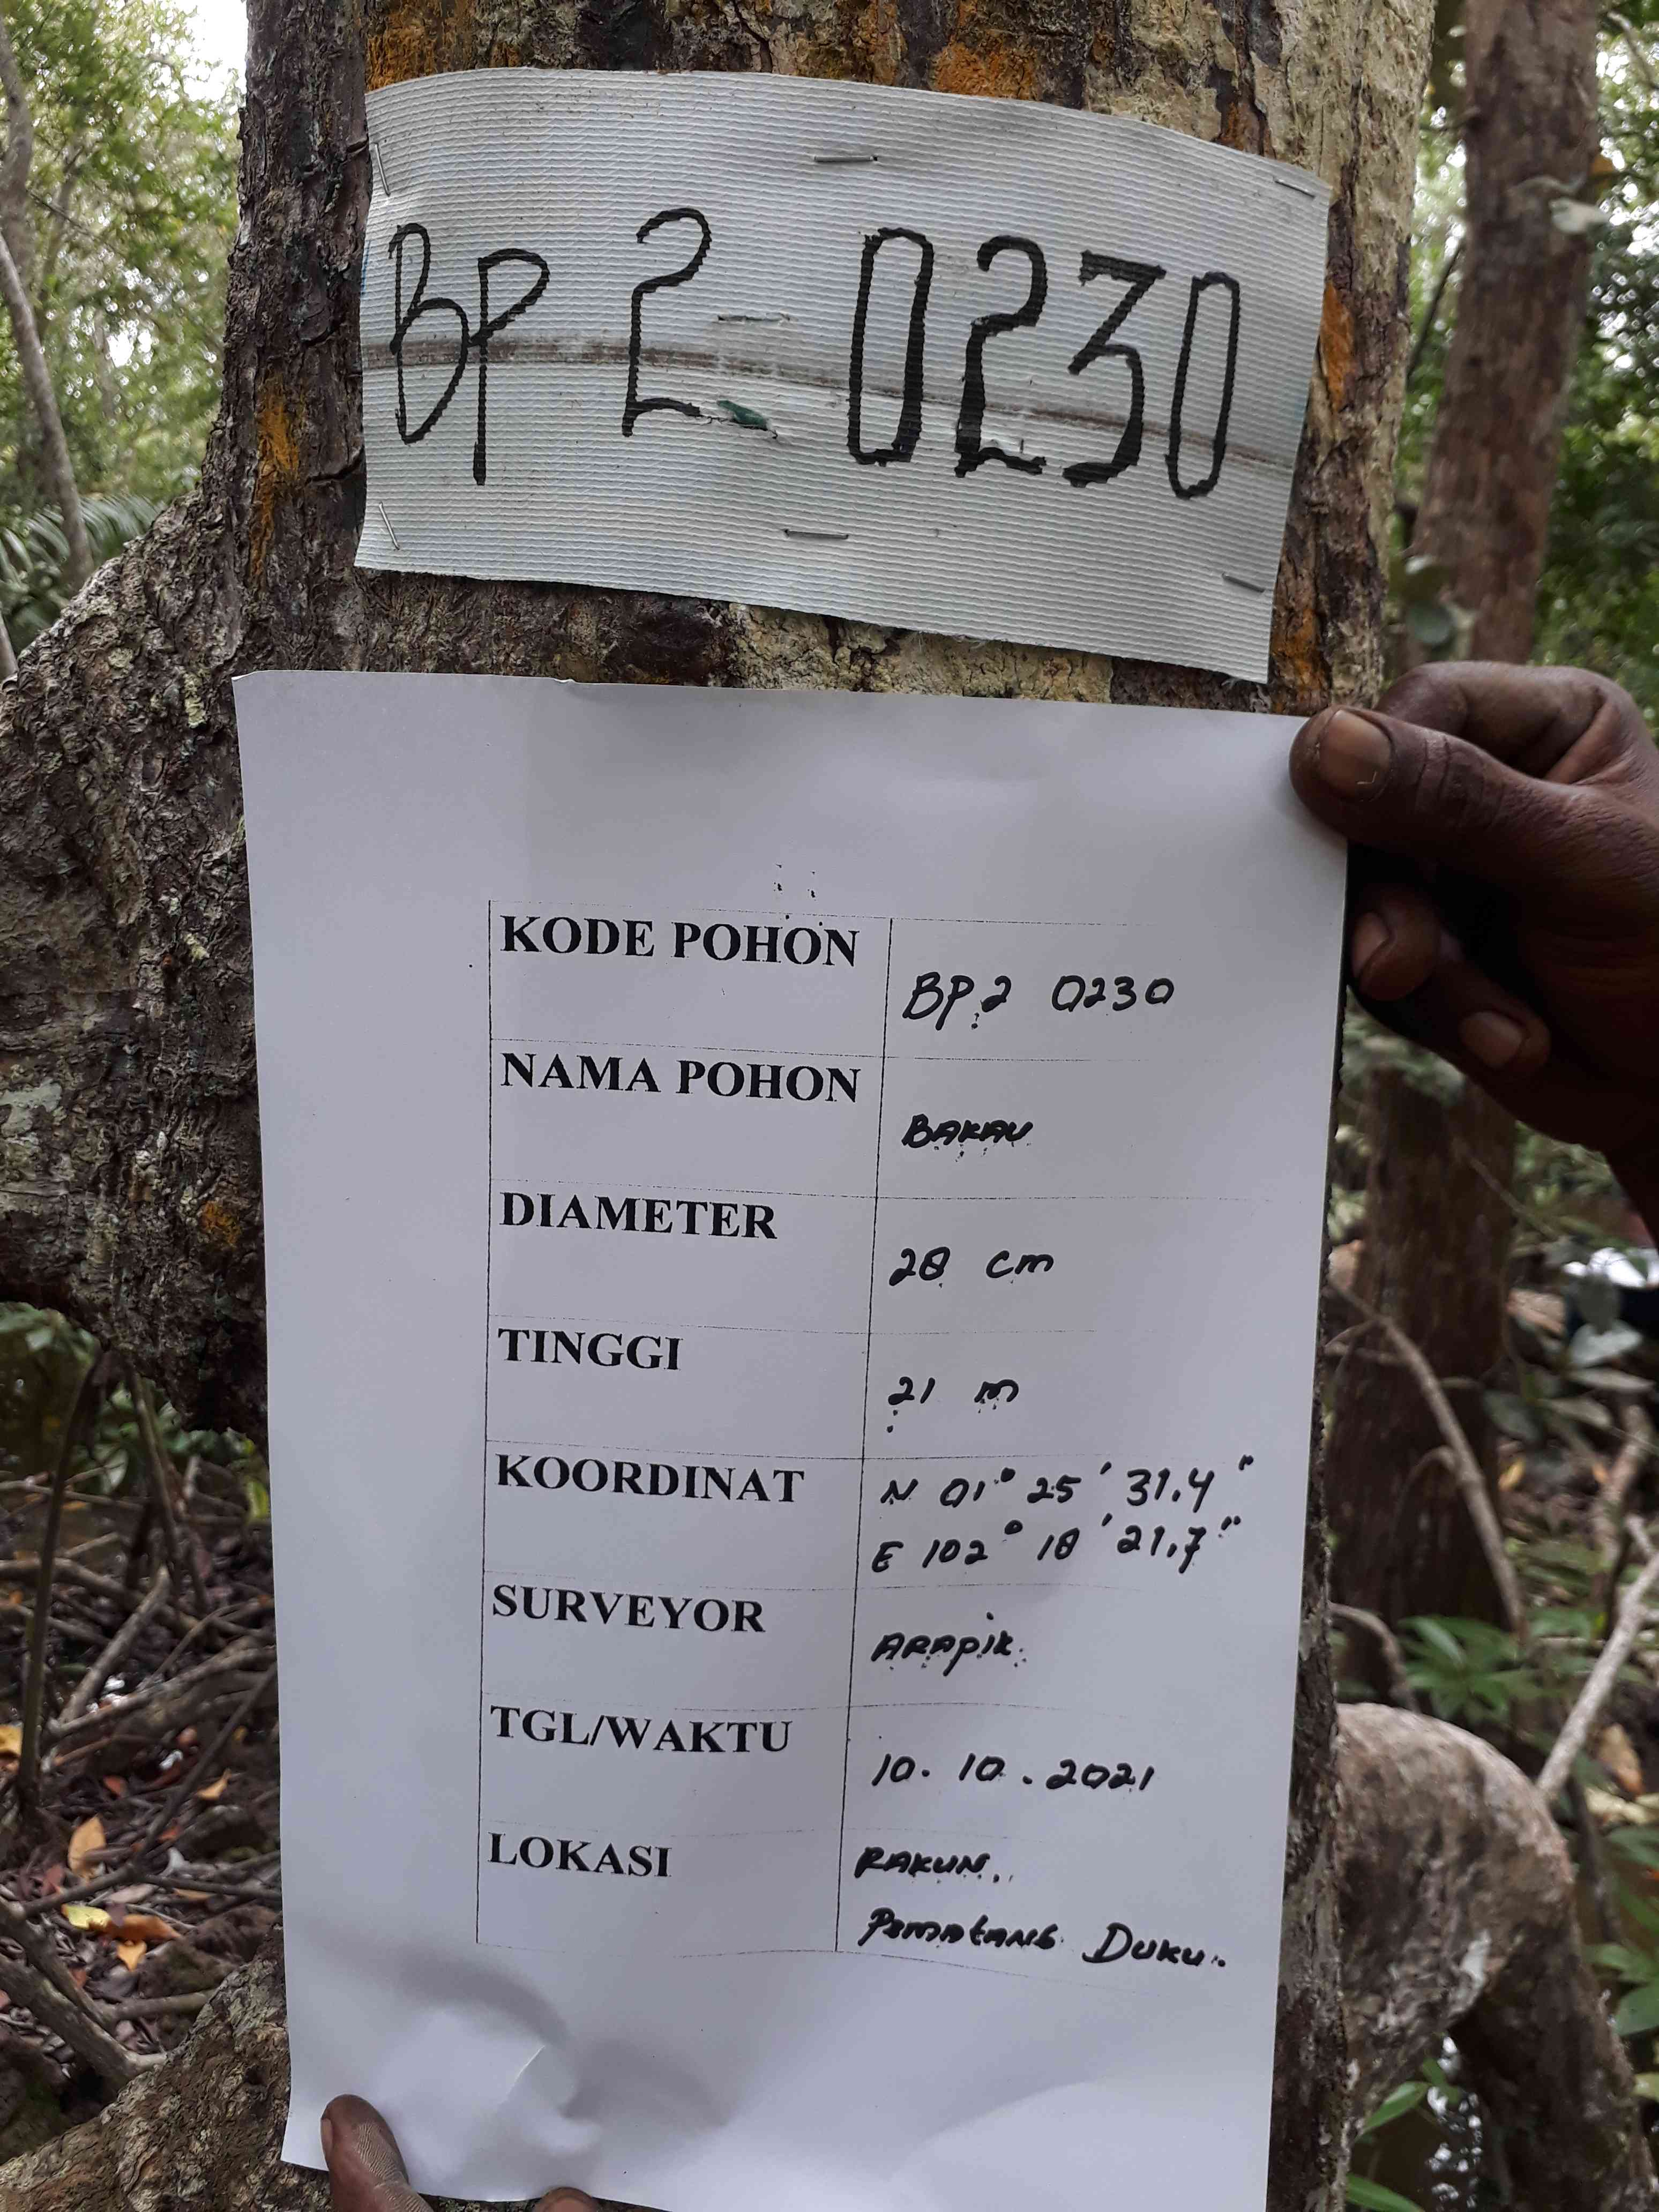 BP 2 0230
KODE POHON BP 2 0230
NAMA POHON BAKAU
DIAMETER 28 cm
TINGGI 21 m
KOORDINAT N 01° 25' 31,4"
E 102° 18' 21,7"
SURVEYOR ARAPIK
TGL/WAKTU 10. 10. 2021
LOKASI RAKUN.
PEMATANG DUKU.